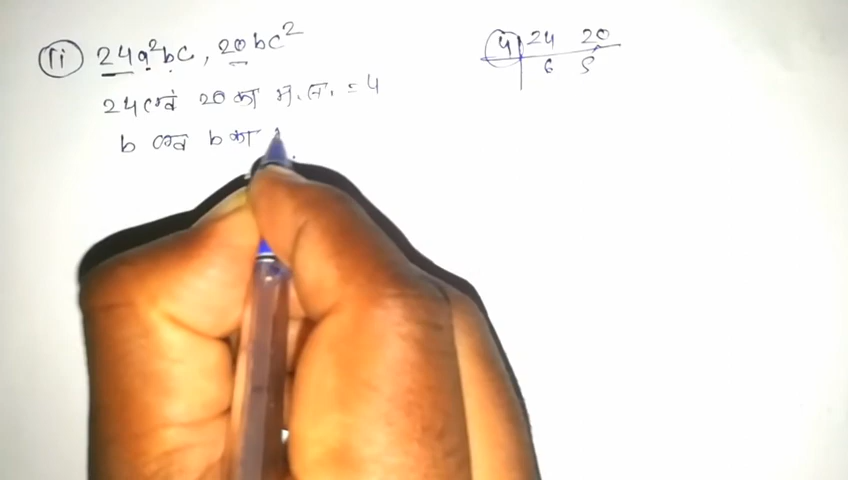 (ii) 24a²bc, 20bc²
4 | 24 20
6 5
24 एवं 20 का म. स. = 4
b एवं b का